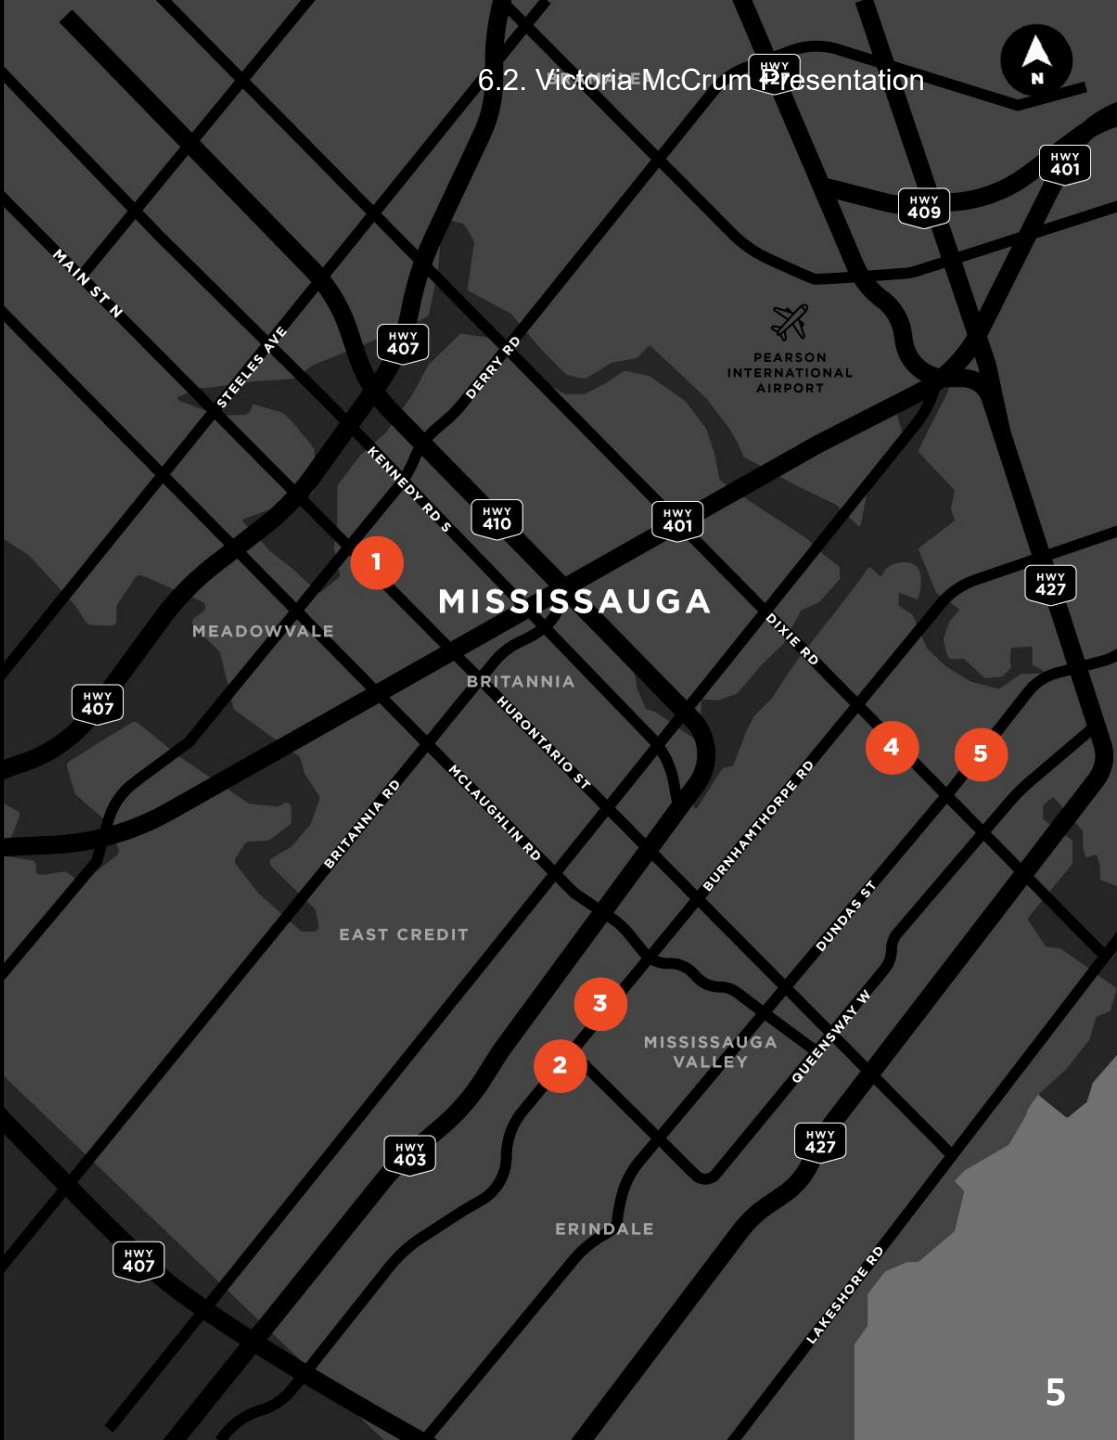 6.2. Victoria McCrum Presentation
BRAMALEA
HWY
427
N
HWY
401
HWY
409
MAIN ST N
STEELES AVE
HWY
407
DERRY RD
PEARSON
INTERNATIONAL
AIRPORT
KENNEDY RD S
HWY
410
HWY
401
1
MISSISSAUGA
HWY
427
DIXIE RD
MEADOWVALE
BRITANNIA
HWY
407
HURONTARIO ST
4
5
MCLAUGHLIN RD
BRITANNIA RD
BURNHAMTHORPE RD
DUNDAS ST
EAST CREDIT
3
QUEENSWAY W
MISSISSAUGA
VALLEY
2
HWY
403
HWY
427
ERINDALE
HWY
407
LAKESHORE RD
5